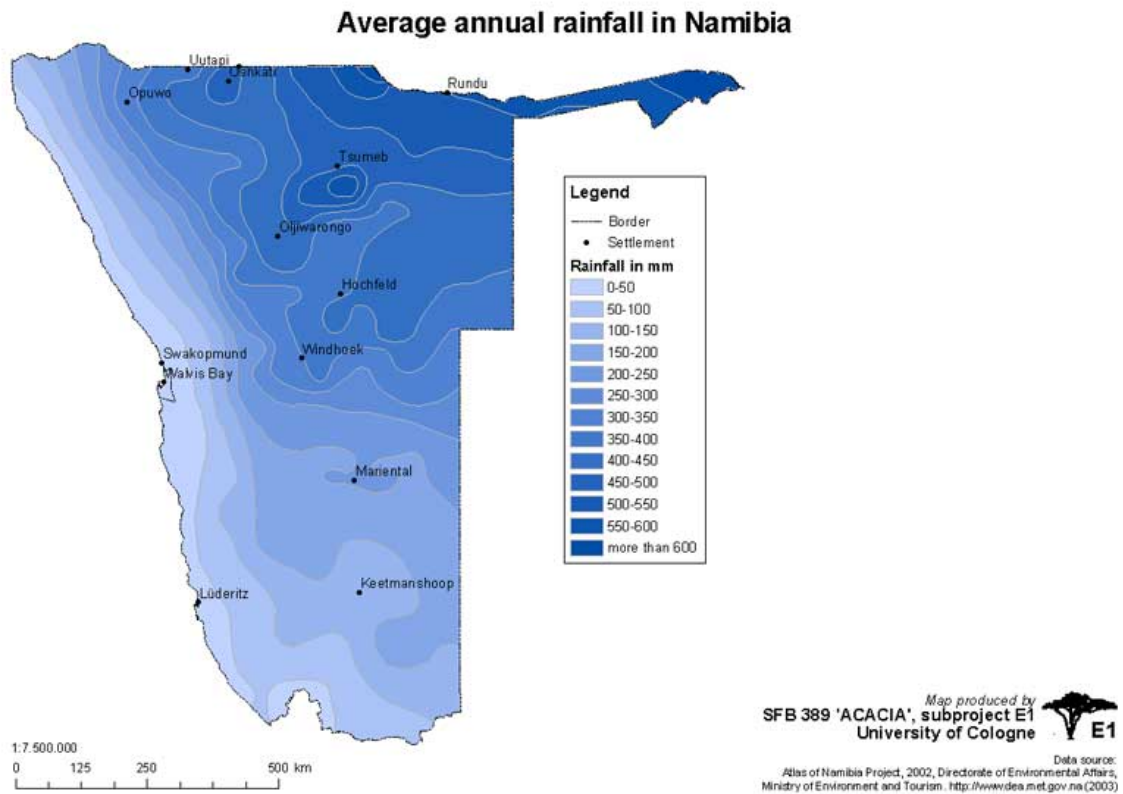 Average annual rainfall in Namibia
Uutapi
Oshkati
Opuwo
Rundu
Tsumeb
Otjiwarongo
Hochfeld
Windhoek
Swakopmund
Walvis Bay
Mariental
Keetmanshoop
Lüderitz
Legend
Border
Settlement
Rainfall in mm
0-50
50-100
100-150
150-200
200-250
250-300
300-350
350-400
400-450
450-500
500-550
550-600
more than 600
Map produced by
SFB 389 'ACACIA', subproject E1
University of Cologne
E1
1:7.500.000
0 125 250 500 km
Data source:
Atlas of Namibia Project, 2002, Directorate of Environmental Affairs,
Ministry of Environment and Tourism. http://www.dea.met.gov.na (2003)